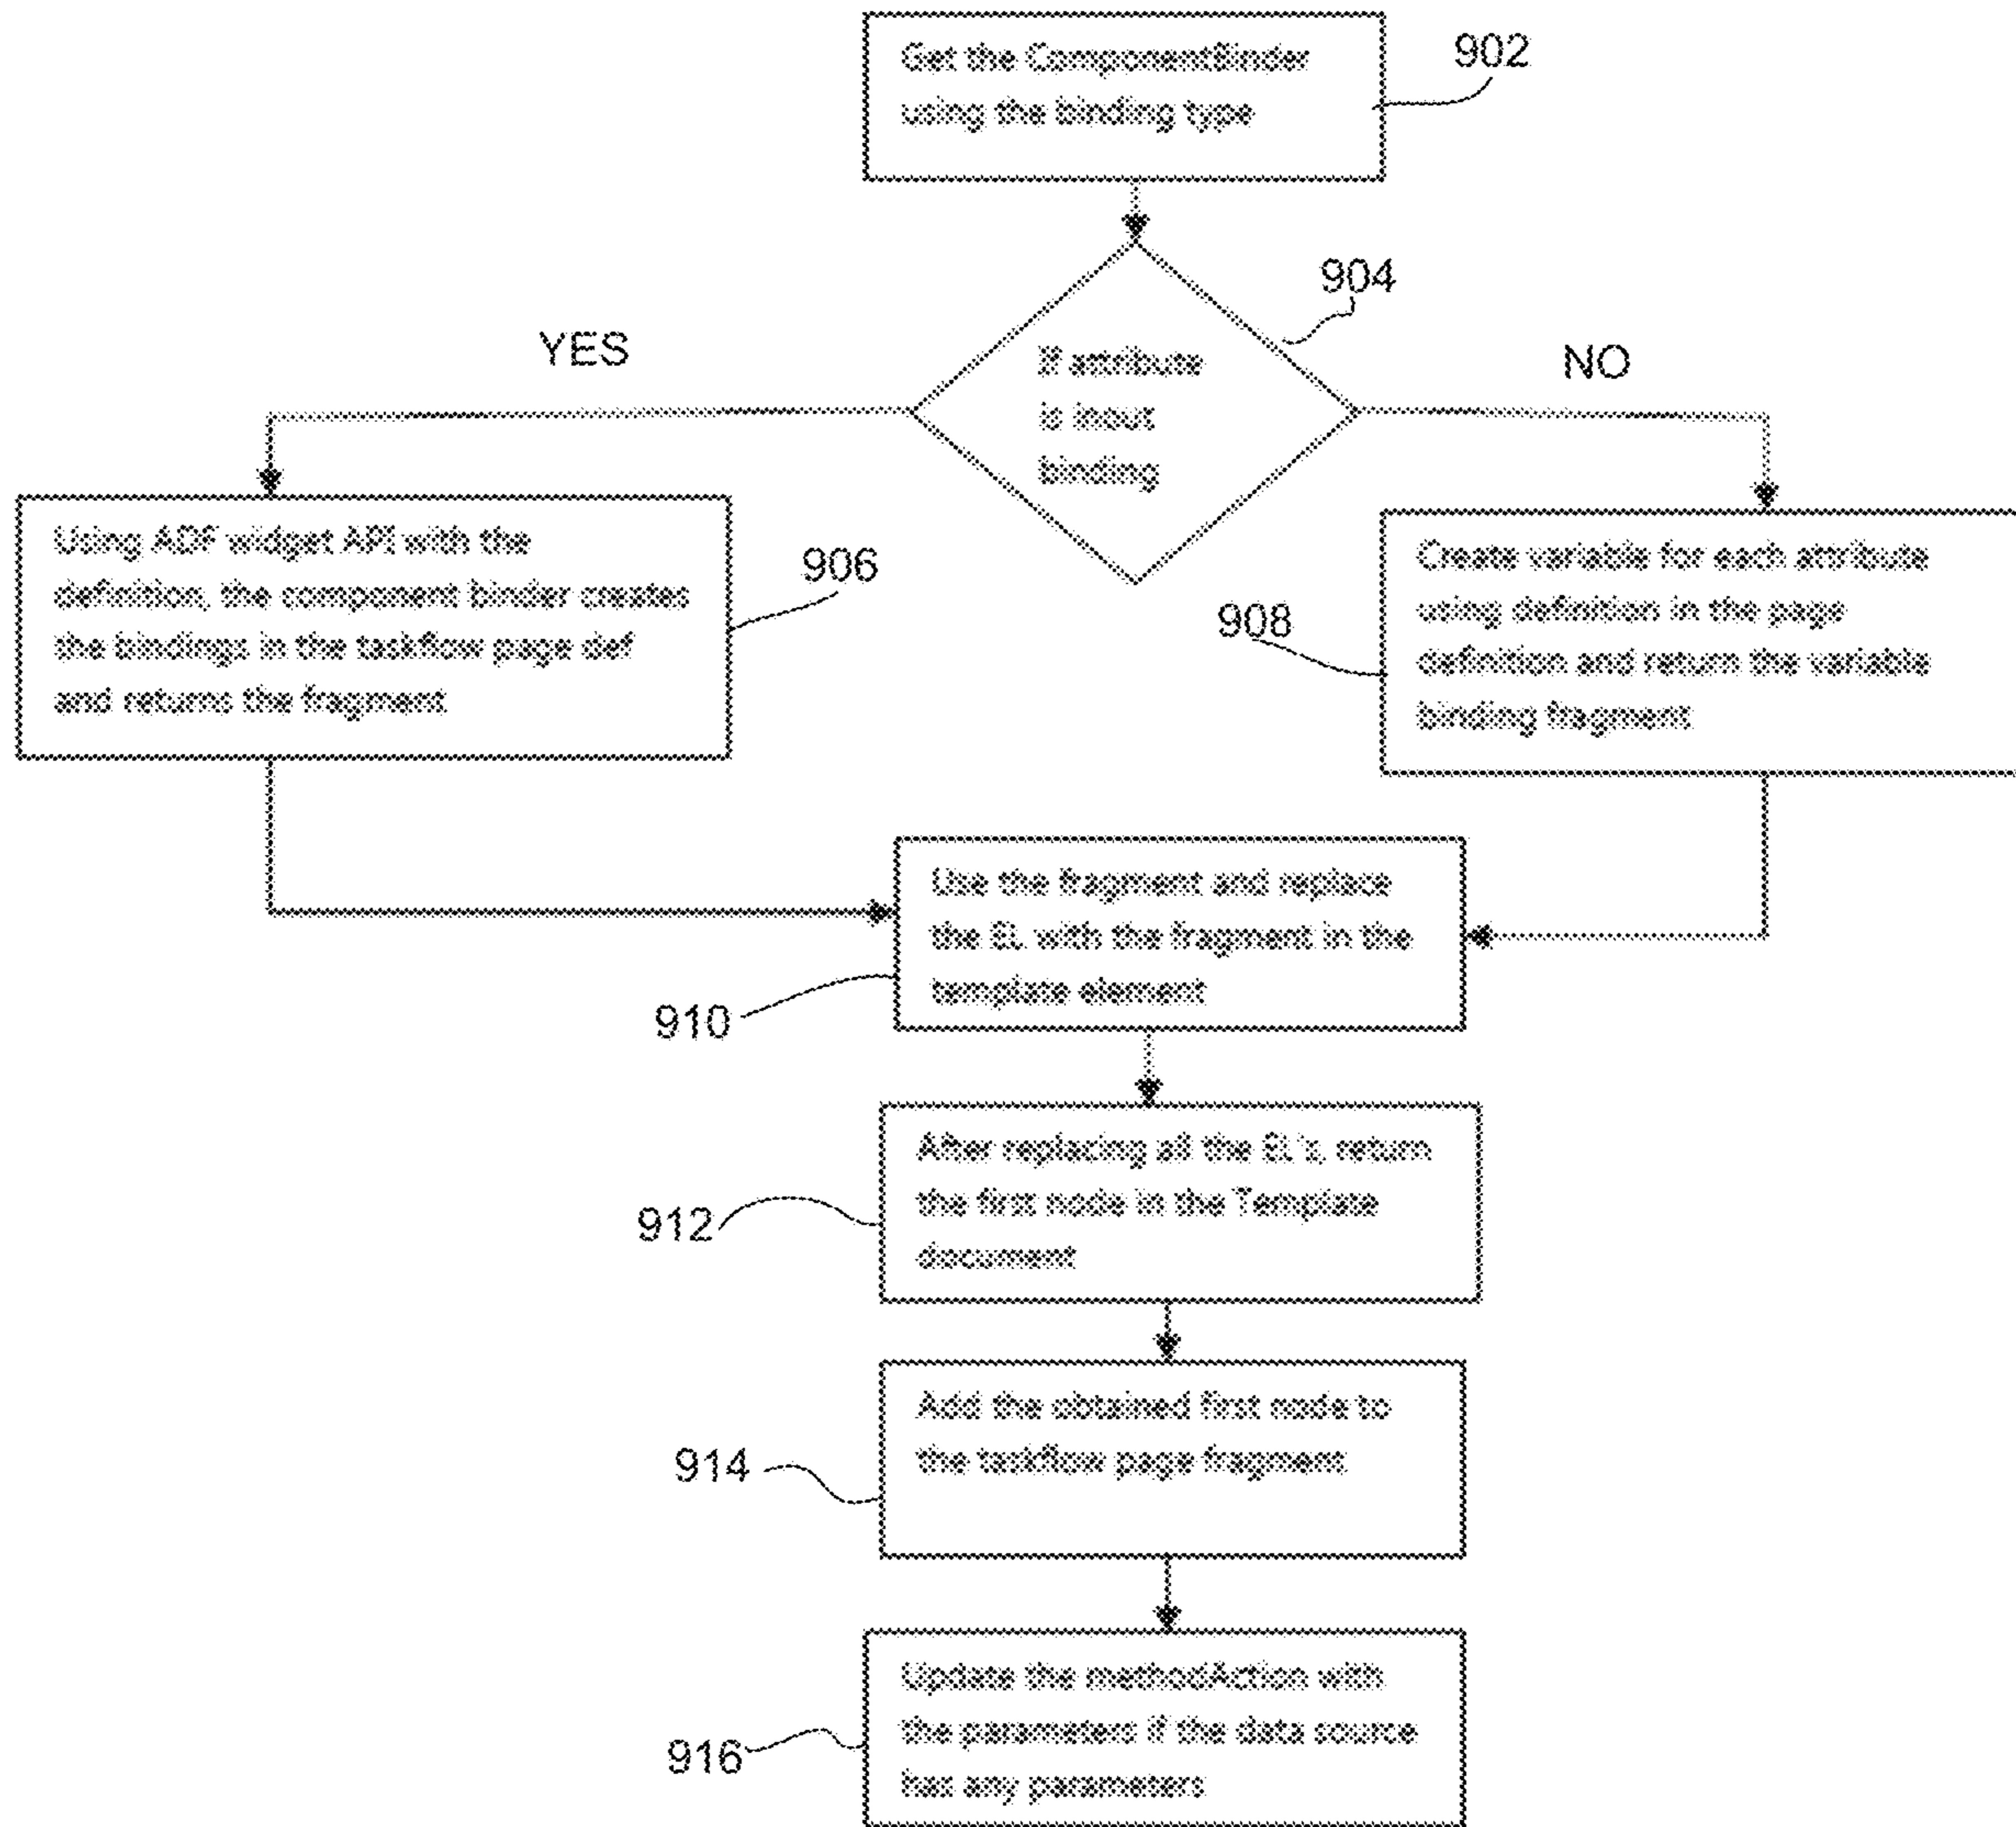 Get the ComponentBinder
using the binding type
902
904
YES
NO
If attribute
is inout
binding
Using ADF widget API with the
definition, the component binder creates
the bindings in the taskflow page def
and returns the fragment
906
908
Create variable for each attribute
using definition in the page
definition and return the variable
binding fragment
Use the fragment and replace
the EL with the fragment in the
template element
910
After replacing all the EL's, return
the first node in the Template
document
912
Add the obtained first node to
the taskflow page fragment
914
Update the methodAction with
the parameters if the data source
has any parameters
916